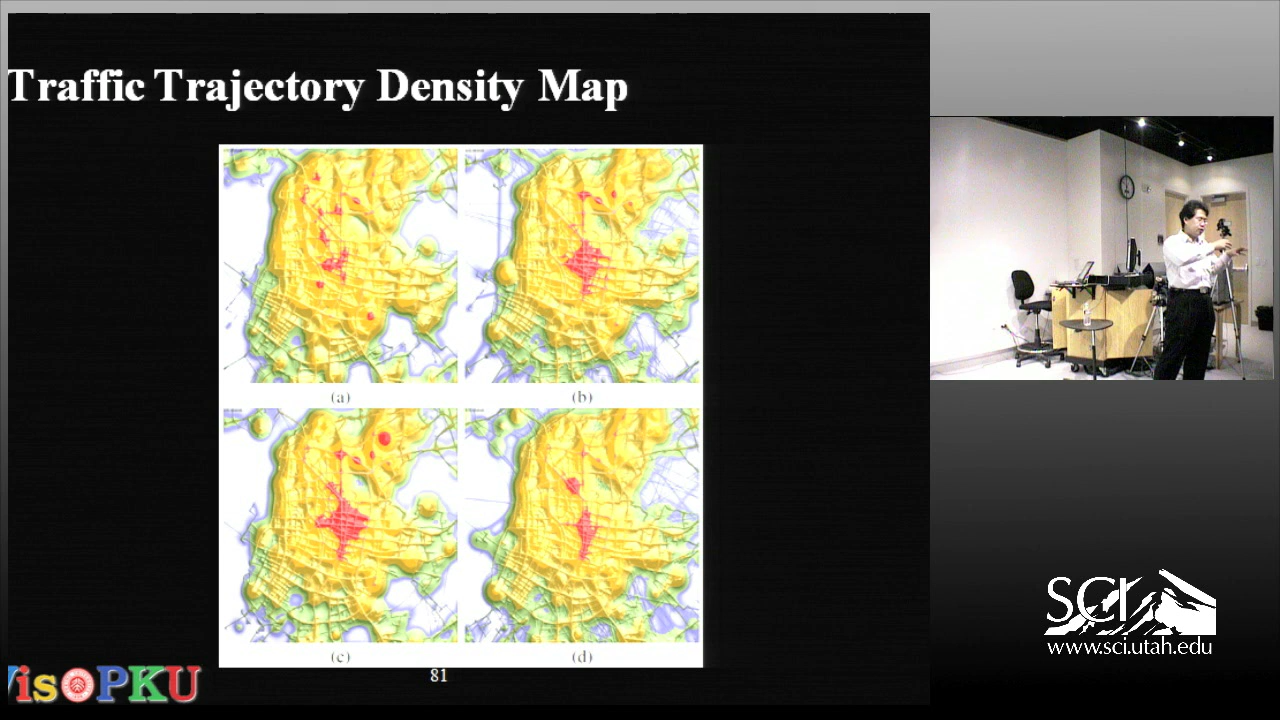 Traffic Trajectory Density Map
(a)
(b)
(c)
(d)
81
VisPKU
SCI
www.sci.utah.edu